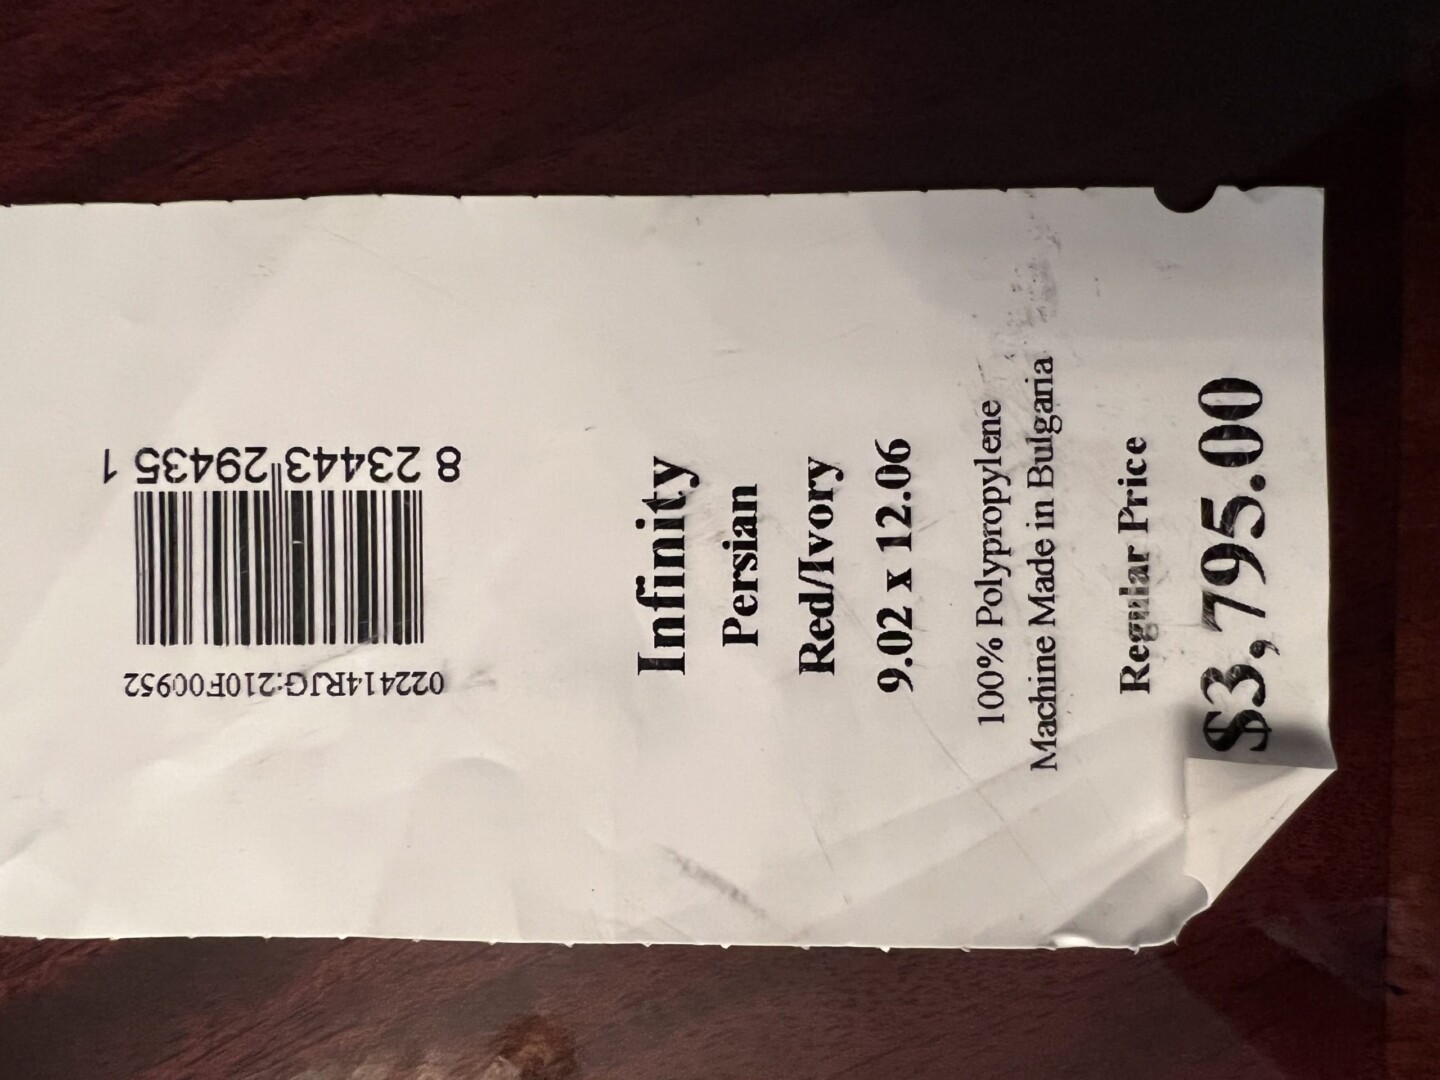 Infinity
Persian
Red/Ivory
9.02 x 12.06
100% Polypropylene
Machine Made in Bulgaria
Regular Price
$3,795.00
8 23443 29435 1
022414RJG:210F00952